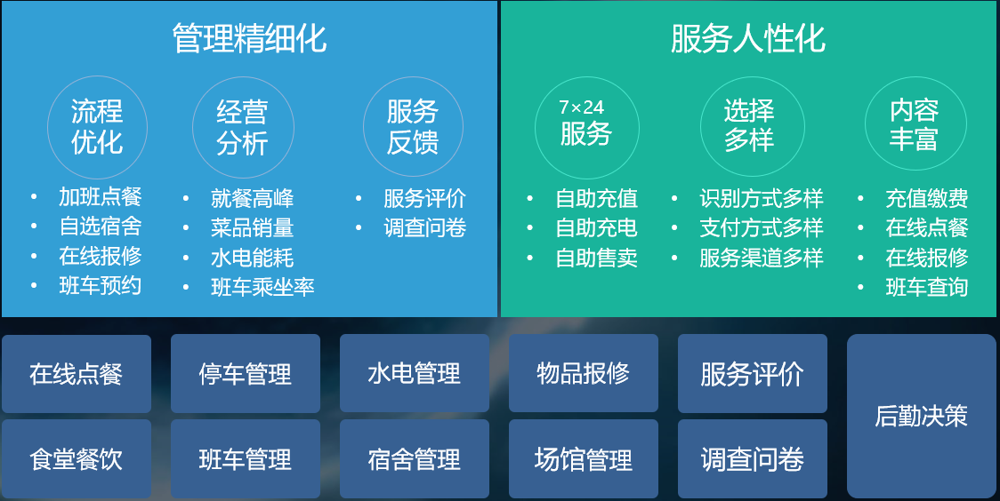 管理精细化
流程
优化
• 加班点餐
• 自选宿舍
• 在线报修
• 班车预约
经营
分析
• 就餐高峰
• 菜品销量
• 水电能耗
• 班车乘坐率
服务
反馈
• 服务评价
• 调查问卷
服务人性化
7×24
服务
• 自助充值
• 自助充电
• 自助售卖
选择
多样
• 识别方式多样
• 支付方式多样
• 服务渠道多样
内容
丰富
• 充值缴费
• 在线点餐
• 在线报修
• 班车查询
在线点餐
停车管理
水电管理
物品报修
服务评价
后勤决策
食堂餐饮
班车管理
宿舍管理
场馆管理
调查问卷